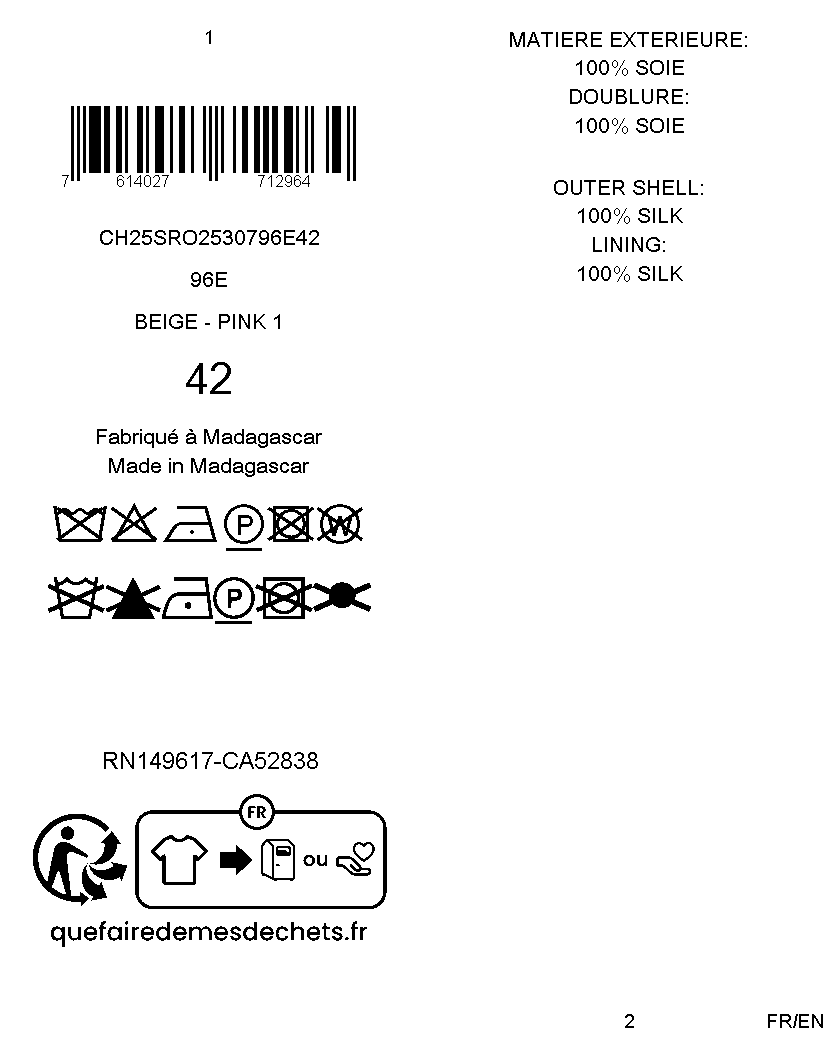 1
7 614027 712964
CH25SRO2530796E42
96E
BEIGE - PINK 1
42
Fabriqué à Madagascar
Made in Madagascar
P
W
P
RN149617-CA52838
FR
ou
quefairedemesdechets.fr
MATIERE EXTERIEURE:
100% SOIE
DOUBLURE:
100% SOIE
OUTER SHELL:
100% SILK
LINING:
100% SILK
2
FR/EN